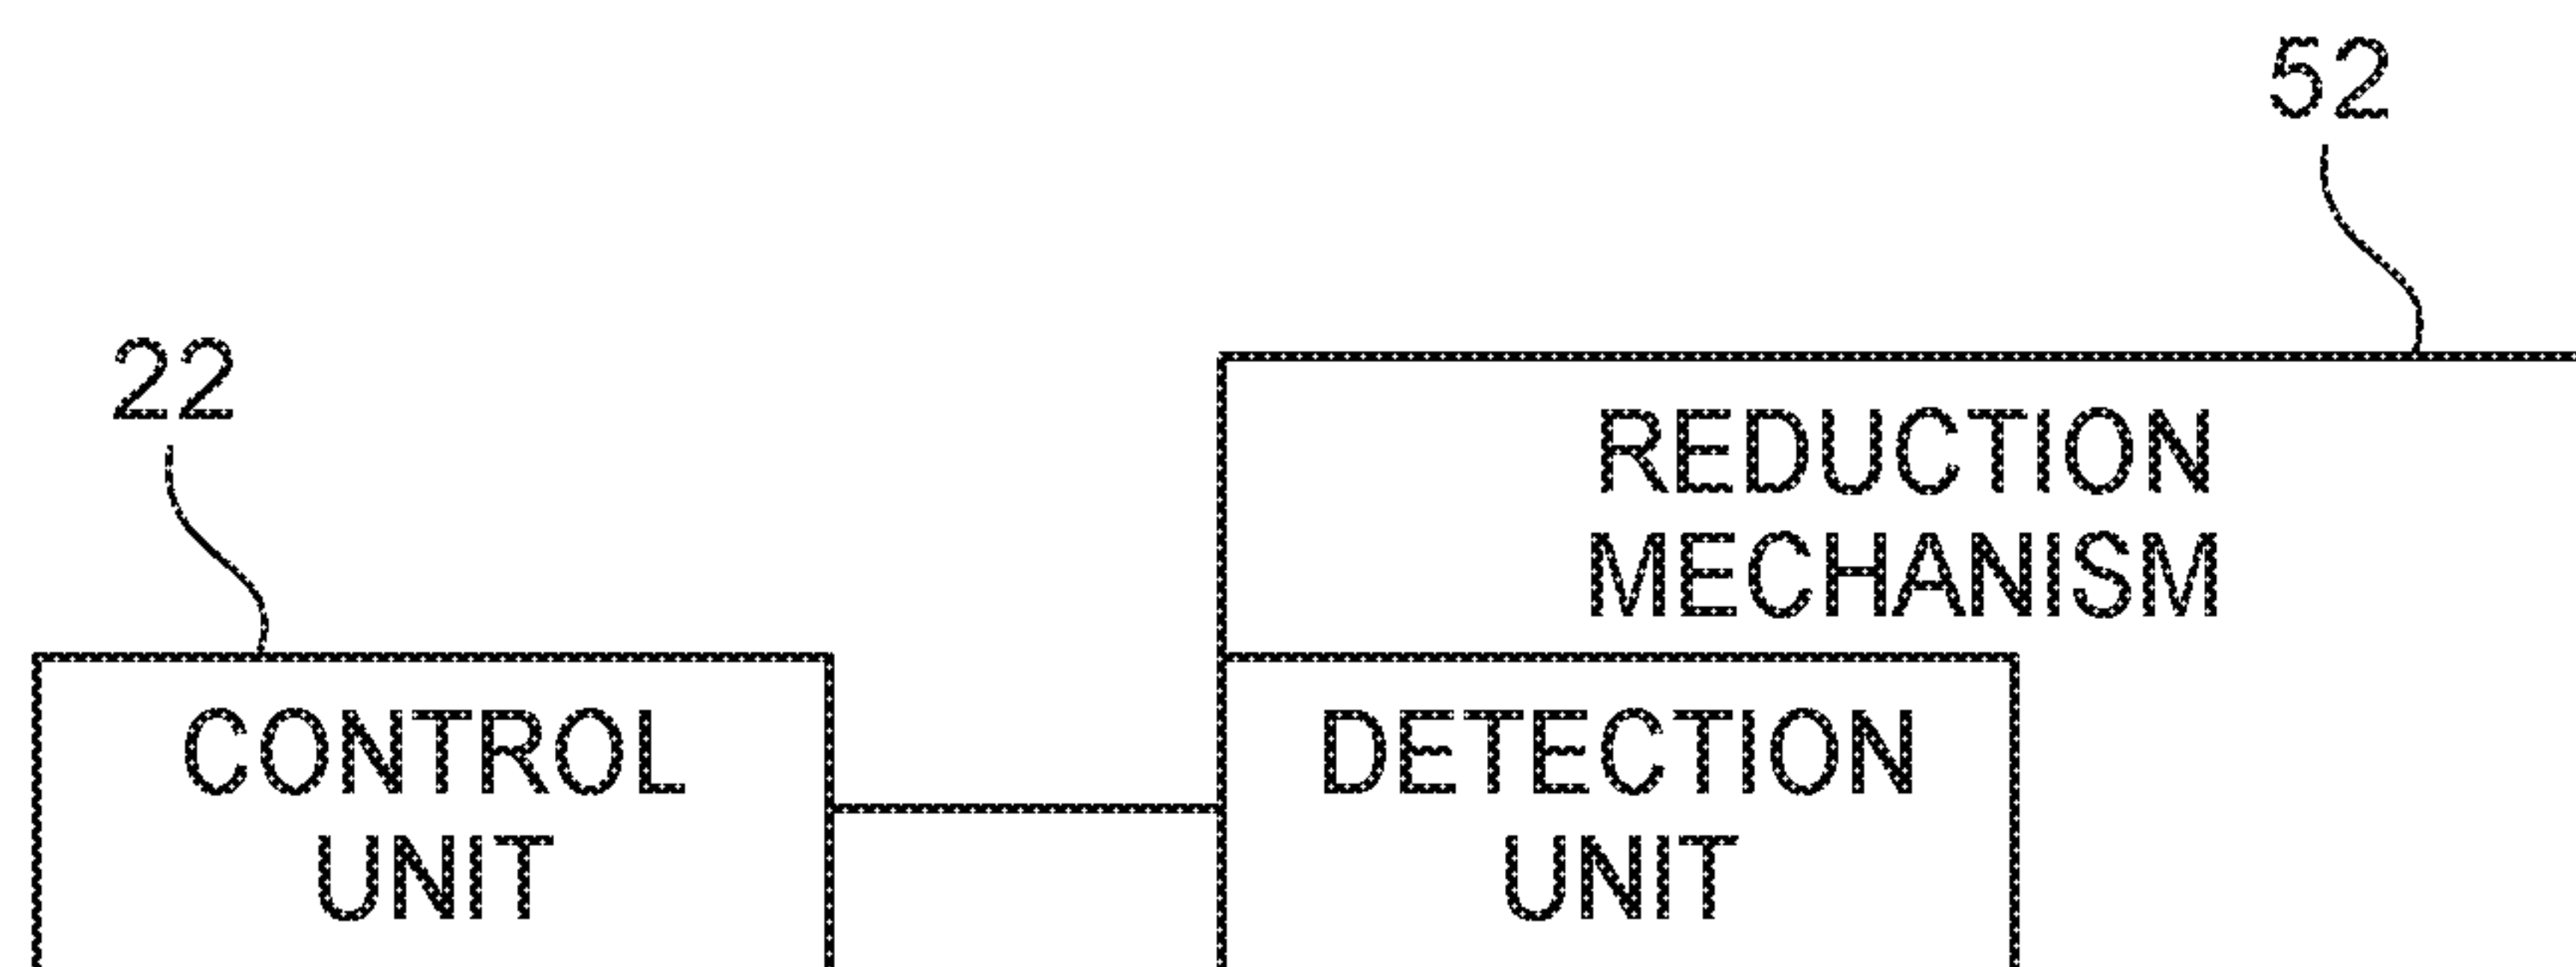 52
22
REDUCTION
MECHANISM
CONTROL
UNIT
DETECTION
UNIT